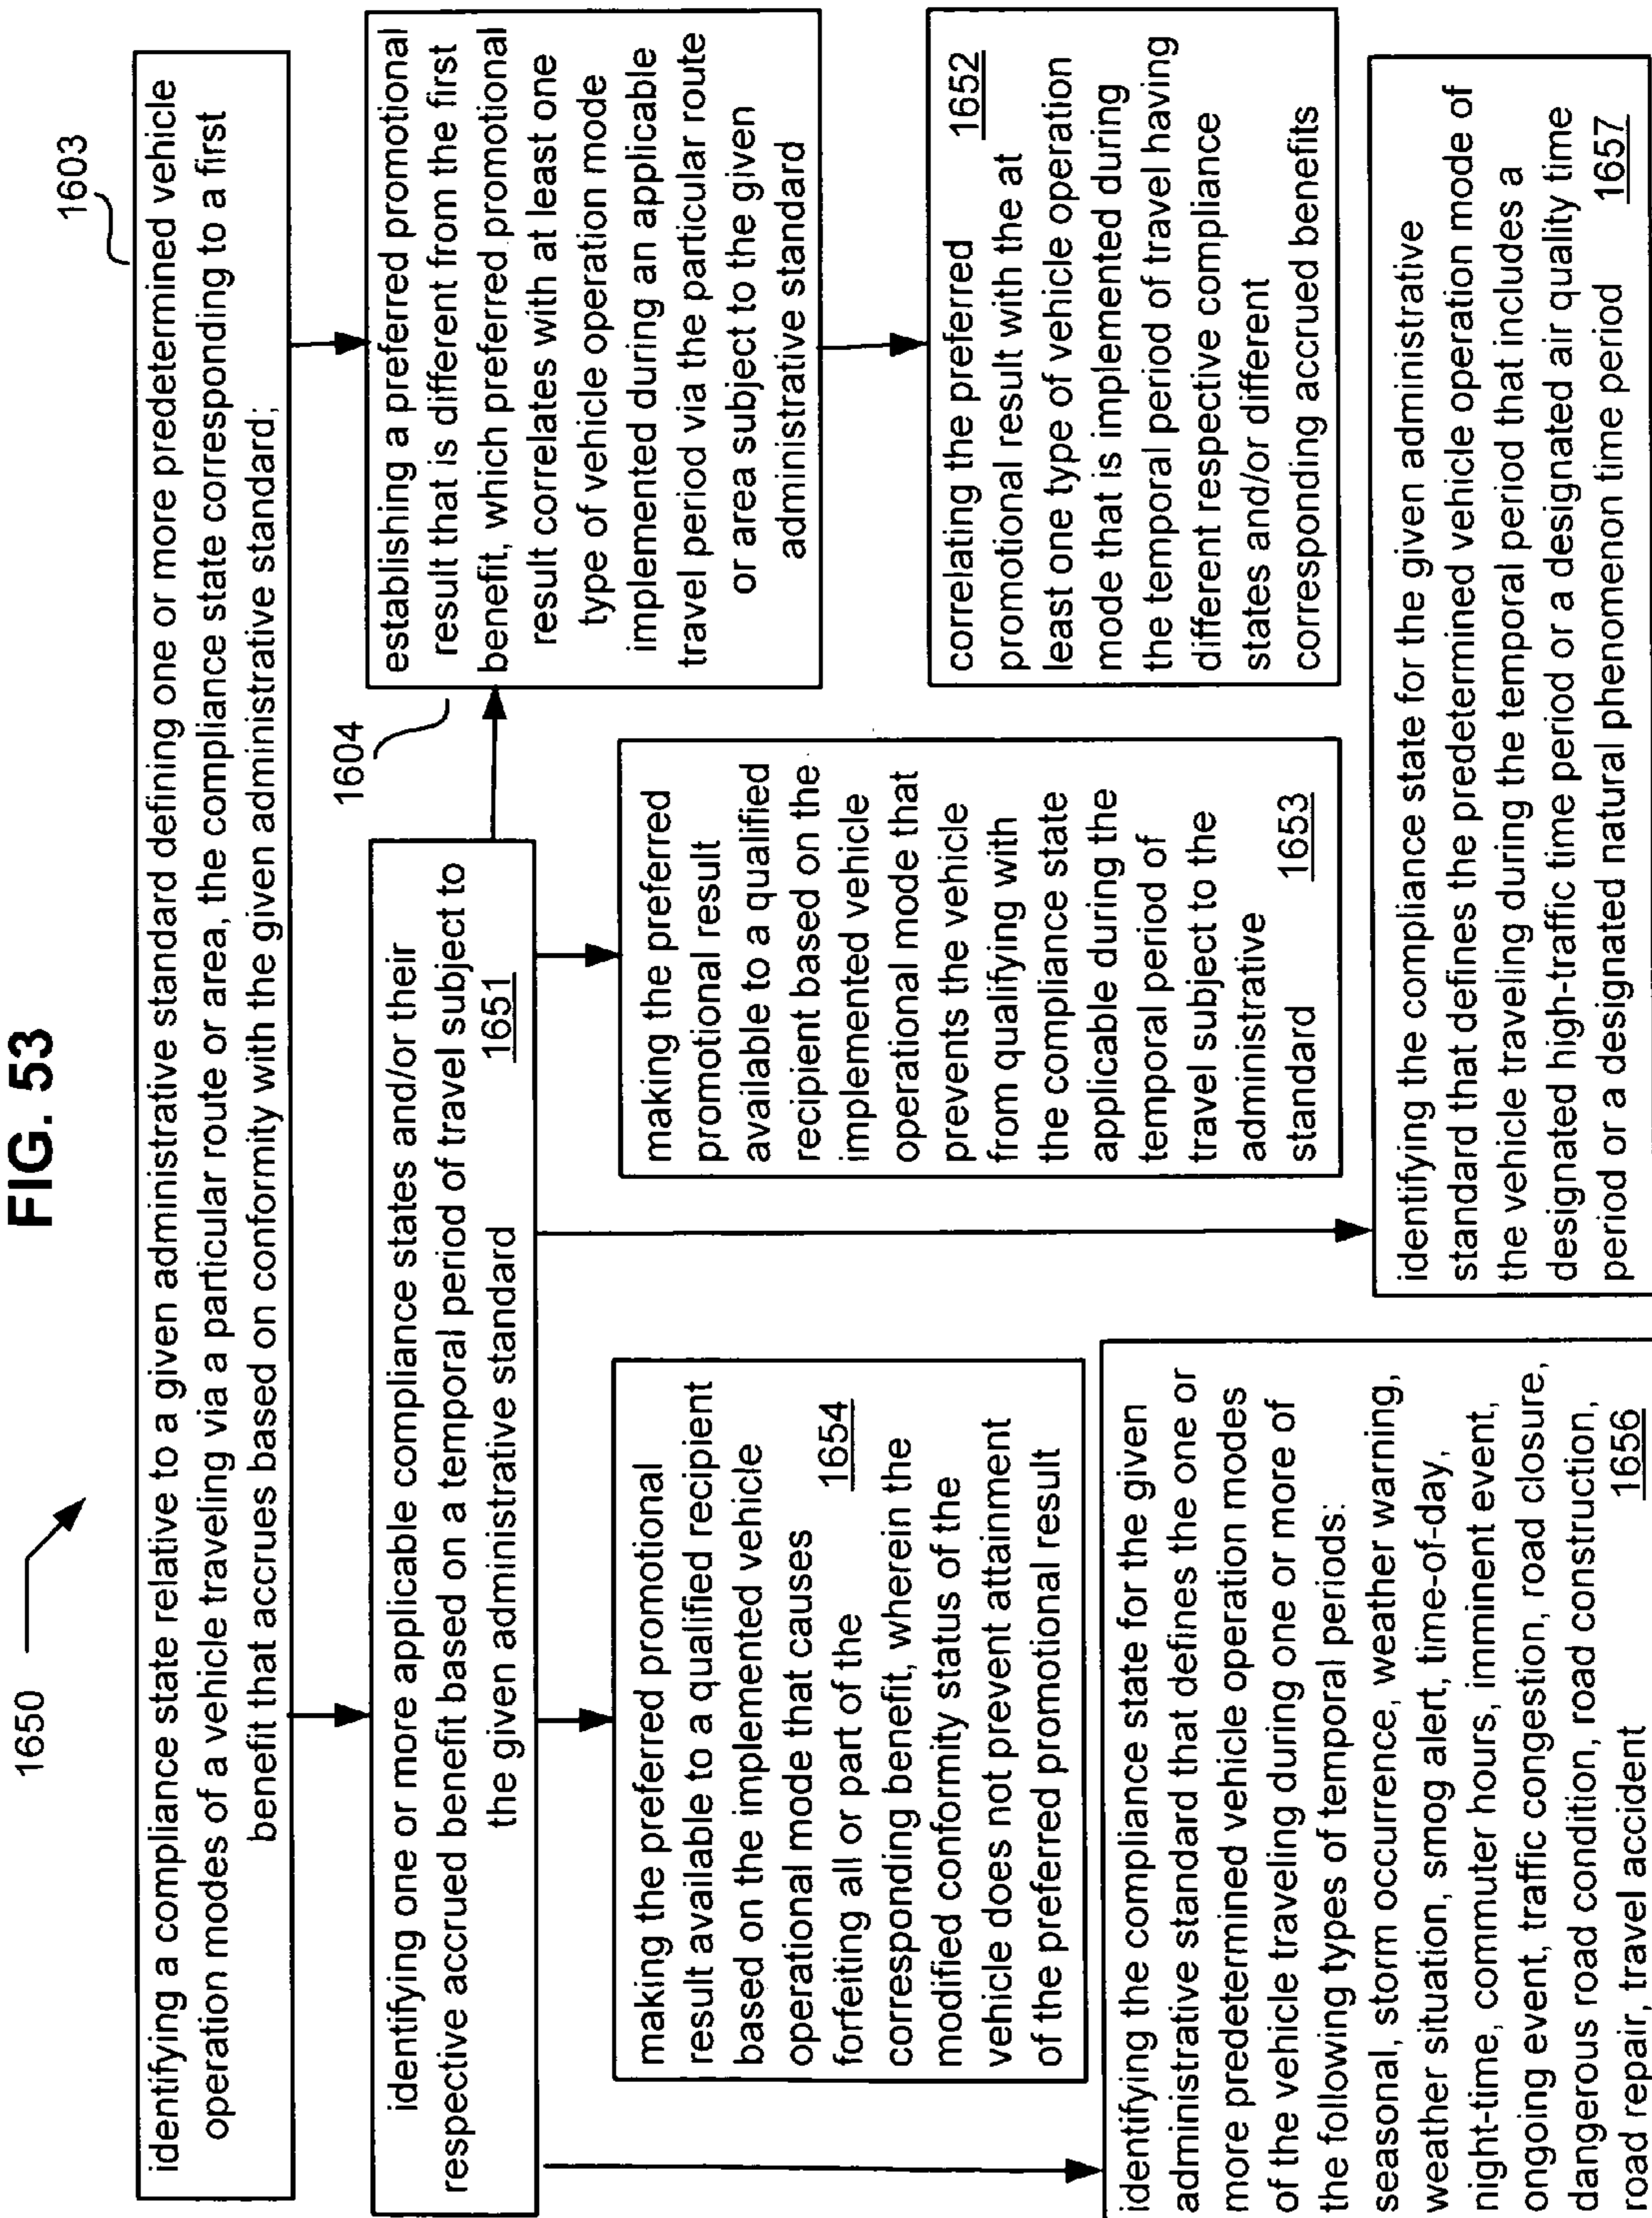 FIG. 53
1650
1603
identifying a compliance state relative to a given administrative standard defining one or more predetermined vehicle
operation modes of a vehicle traveling via a particular route or area, the compliance state corresponding to a first
benefit that accrues based on conformity with the given administrative standard;
identifying one or more applicable compliance states and/or their
respective accrued benefit based on a temporal period of travel subject to
the given administrative standard
1651
1604
establishing a preferred promotional
result that is different from the first
benefit, which preferred promotional
result correlates with at least one
type of vehicle operation mode
implemented during an applicable
travel period via the particular route
or area subject to the given
administrative standard
making the preferred promotional
result available to a qualified recipient
based on the implemented vehicle
operational mode that causes
forfeiting all or part of the
1654
corresponding benefit, wherein the
modified conformity status of the
vehicle does not prevent attainment
of the preferred promotional result
making the preferred
promotional result
available to a qualified
recipient based on the
implemented vehicle
operational mode that
prevents the vehicle
from qualifying with
the compliance state
applicable during the
temporal period of
travel subject to the
administrative
standard
1653
correlating the preferred
1652
promotional result with the at
least one type of vehicle operation
mode that is implemented during
the temporal period of travel having
different respective compliance
states and/or different
corresponding accrued benefits
identifying the compliance state for the given
administrative standard that defines the one or
more predetermined vehicle operation modes
of the vehicle traveling during one or more of
the following types of temporal periods:
seasonal, storm occurrence, weather warning,
weather situation, smog alert, time-of-day,
night-time, commuter hours, imminent event,
ongoing event, traffic congestion, road closure,
dangerous road condition, road construction,
road repair, travel accident
1656
identifying the compliance state for the given administrative
standard that defines the predetermined vehicle operation mode of
the vehicle traveling during the temporal period that includes a
designated high-traffic time period or a designated air quality time
period or a designated natural phenomenon time period
1657